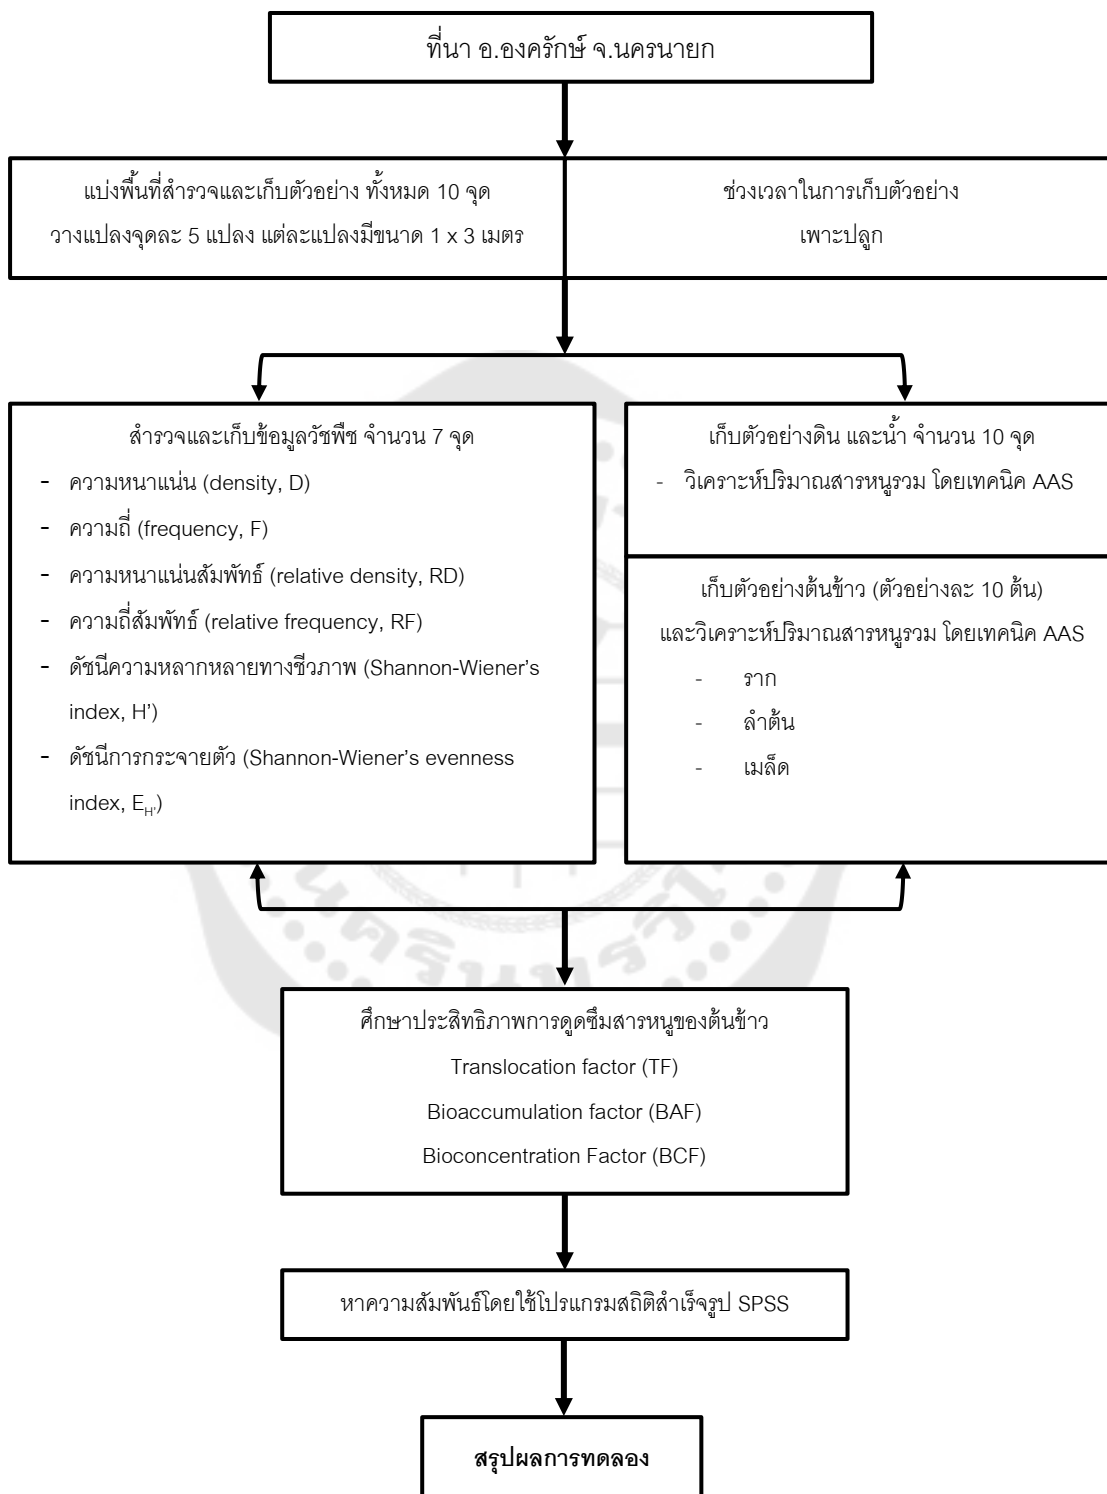 ที่นา อ.องครักษ์ จ.นครนายก
แบ่งพื้นที่สำรวจและเก็บตัวอย่าง ทั้งหมด 10 จุด
วางแปลงจุดละ 5 แปลง แต่ละแปลงมีขนาด 1 x 3 เมตร
ช่วงเวลาในการเก็บตัวอย่าง
เพาะปลูก
สำรวจและเก็บข้อมูลวัชพืช จำนวน 7 จุด
- ความหนาแน่น (density, D)
- ความถี่ (frequency, F)
- ความหนาแน่นสัมพัทธ์ (relative density, RD)
- ความถี่สัมพัทธ์ (relative frequency, RF)
- ดัชนีความหลากหลายทางชีวภาพ (Shannon-Wiener's
index, H')
- ดัชนีการกระจายตัว (Shannon-Wiener's evenness
index, E_H')
เก็บตัวอย่างดิน และน้ำ จำนวน 10 จุด
- วิเคราะห์ปริมาณสารหนูรวม โดยเทคนิค AAS
เก็บตัวอย่างต้นข้าว (ตัวอย่างละ 10 ต้น)
และวิเคราะห์ปริมาณสารหนูรวม โดยเทคนิค AAS
- ราก
- ลำต้น
- เมล็ด
ศึกษาประสิทธิภาพการดูดซึมสารหนูของต้นข้าว
Translocation factor (TF)
Bioaccumulation factor (BAF)
Bioconcentration Factor (BCF)
หาความสัมพันธ์โดยใช้โปรแกรมสถิติสำเร็จรูป SPSS
สรุปผลการทดลอง